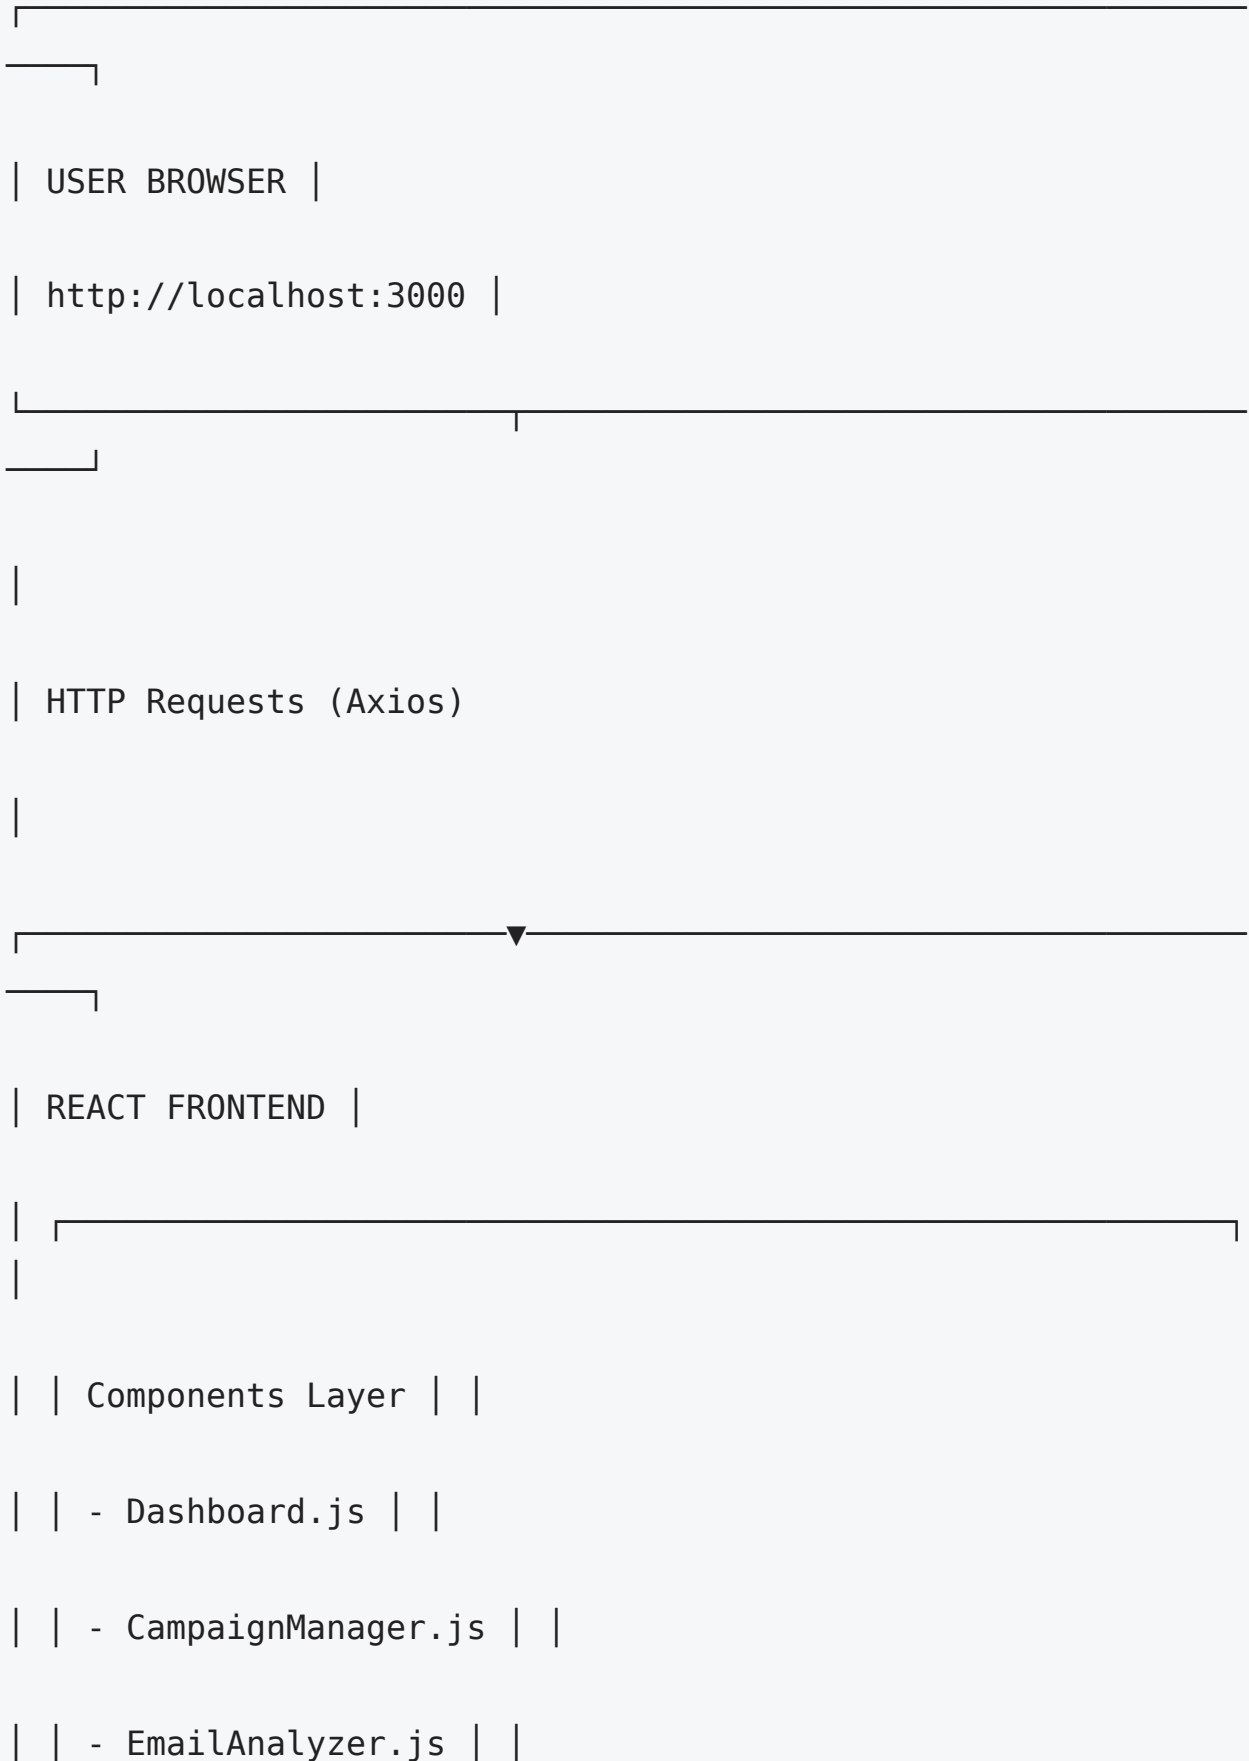 ┌─────────────────────────────────────────────────────────────
────┐
│ USER BROWSER │
│ http://localhost:3000 │
└────────────────────────┬────────────────────────────────────
────┘
│
│ HTTP Requests (Axios)
│
┌────────────────────────▼────────────────────────────────────
────┐
│ REACT FRONTEND │
│ ┌──────────────────────────────────────────────────────────┐
│
│ │ Components Layer │ │
│ │ - Dashboard.js │ │
│ │ - CampaignManager.js │ │
│ │ - EmailAnalyzer.js │ │